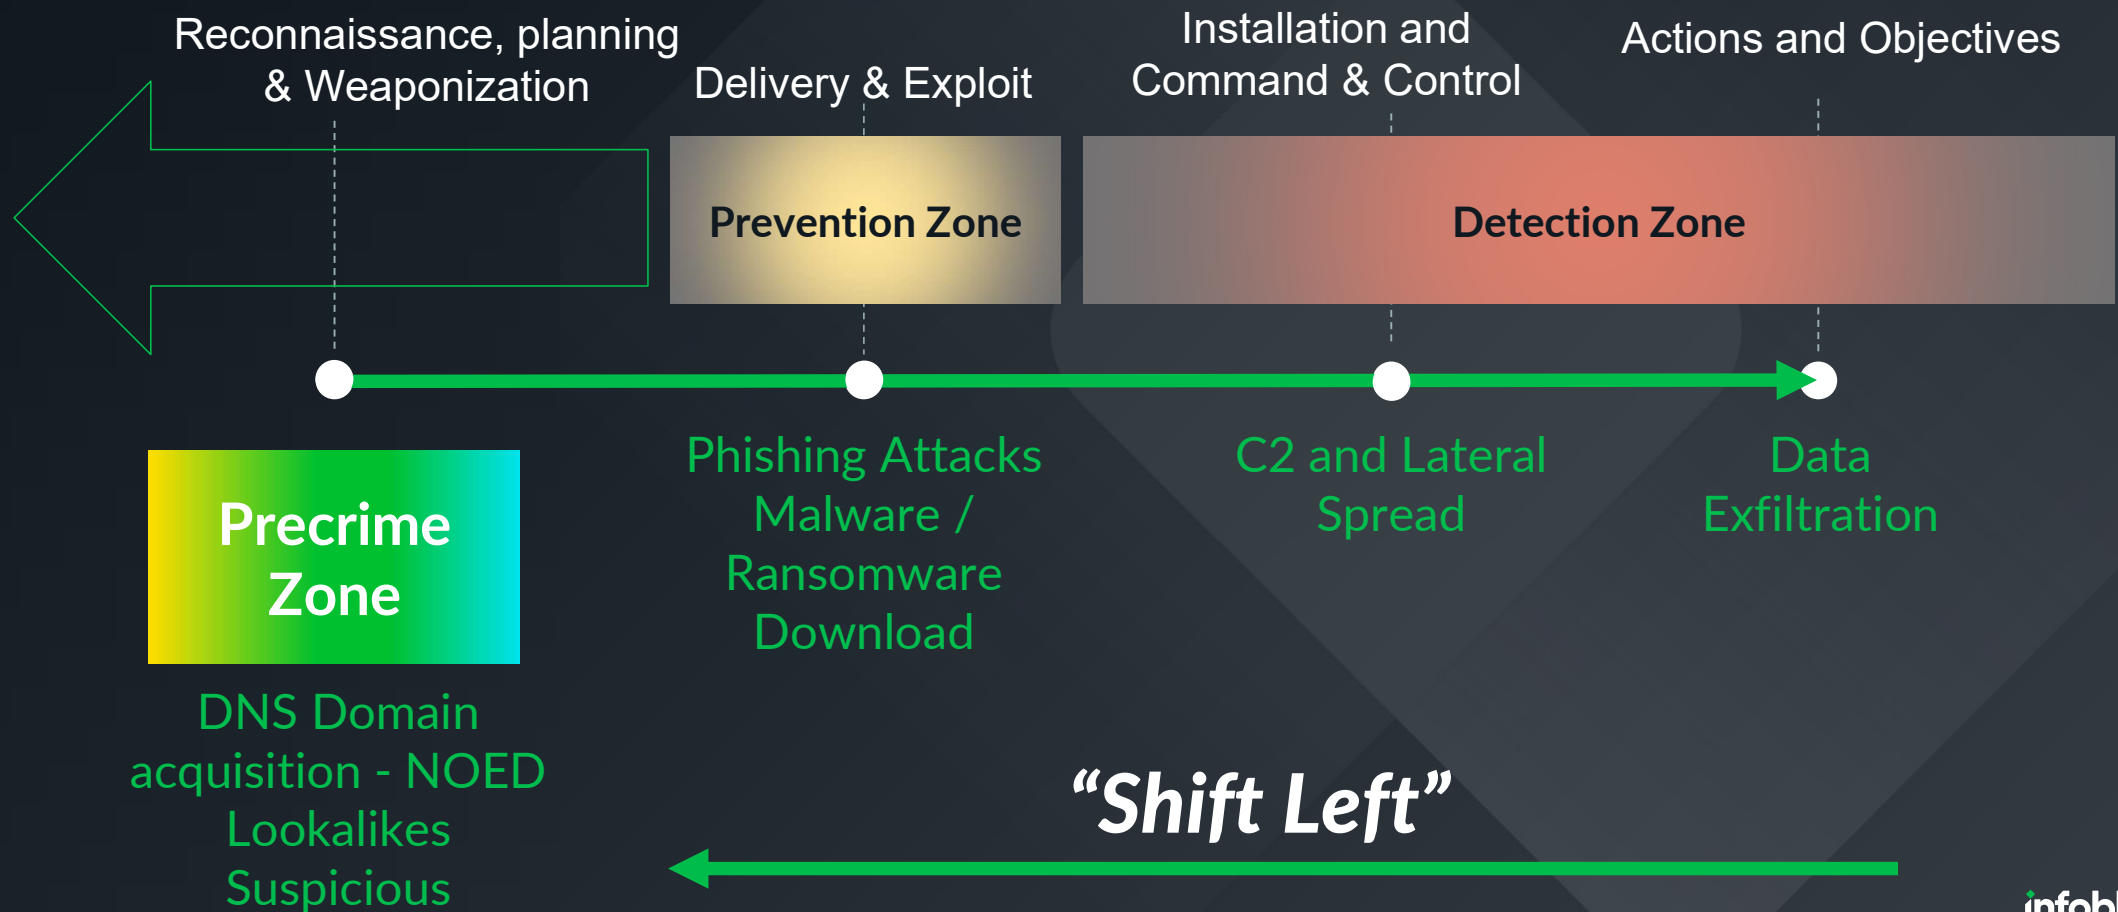 Reconnaissance, planning
& Weaponization
Delivery & Exploit
Installation and
Command & Control
Actions and Objectives
Prevention Zone
Detection Zone
Precrime
Zone
DNS Domain
acquisition - NOED
Lookalikes
Suspicious
Phishing Attacks
Malware /
Ransomware
Download
C2 and Lateral
Spread
Data
Exfiltration
“Shift Left”